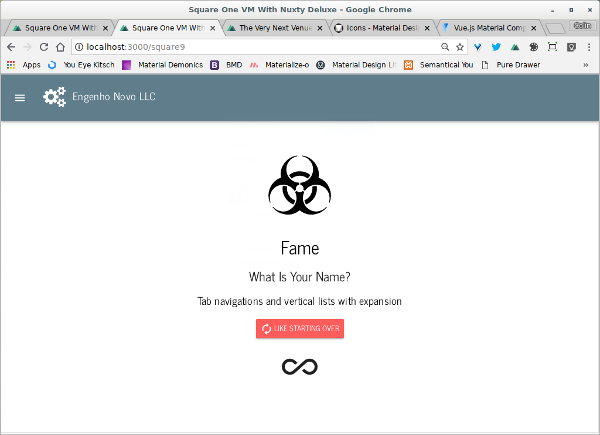 Square One VM With Nuxty Deluxe - Google Chrome
Square One VM With
Square One VM With
The Very Next Venue
Icons - Material Desi
Vue.js Material Comp
Colin
localhost:3000/square9
Apps
You Eye Kitsch
Material Demonics
BMD
Materialize-o
Material Design Lit
Semantical You
Pure Drawer
Engenho Novo LLC
Fame
What Is Your Name?
Tab navigations and vertical lists with expansion
LIKE STARTING OVER